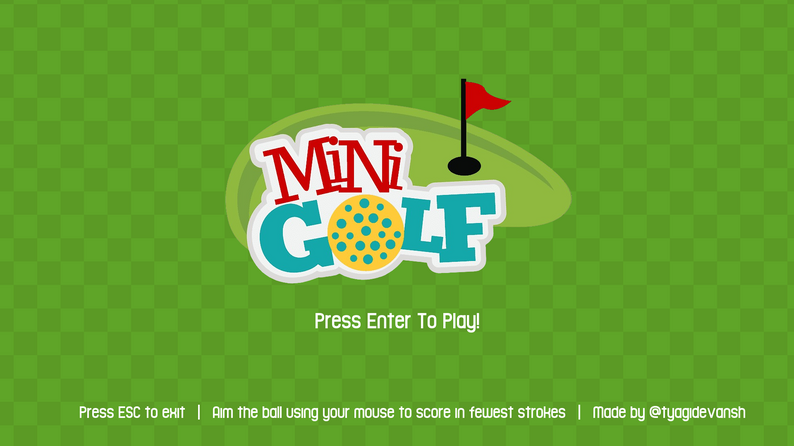 MiNi
GOLF
Press Enter To Play!
Press ESC to exit | Aim the ball using your mouse to score in fewest strokes | Made by @tyagidevansh